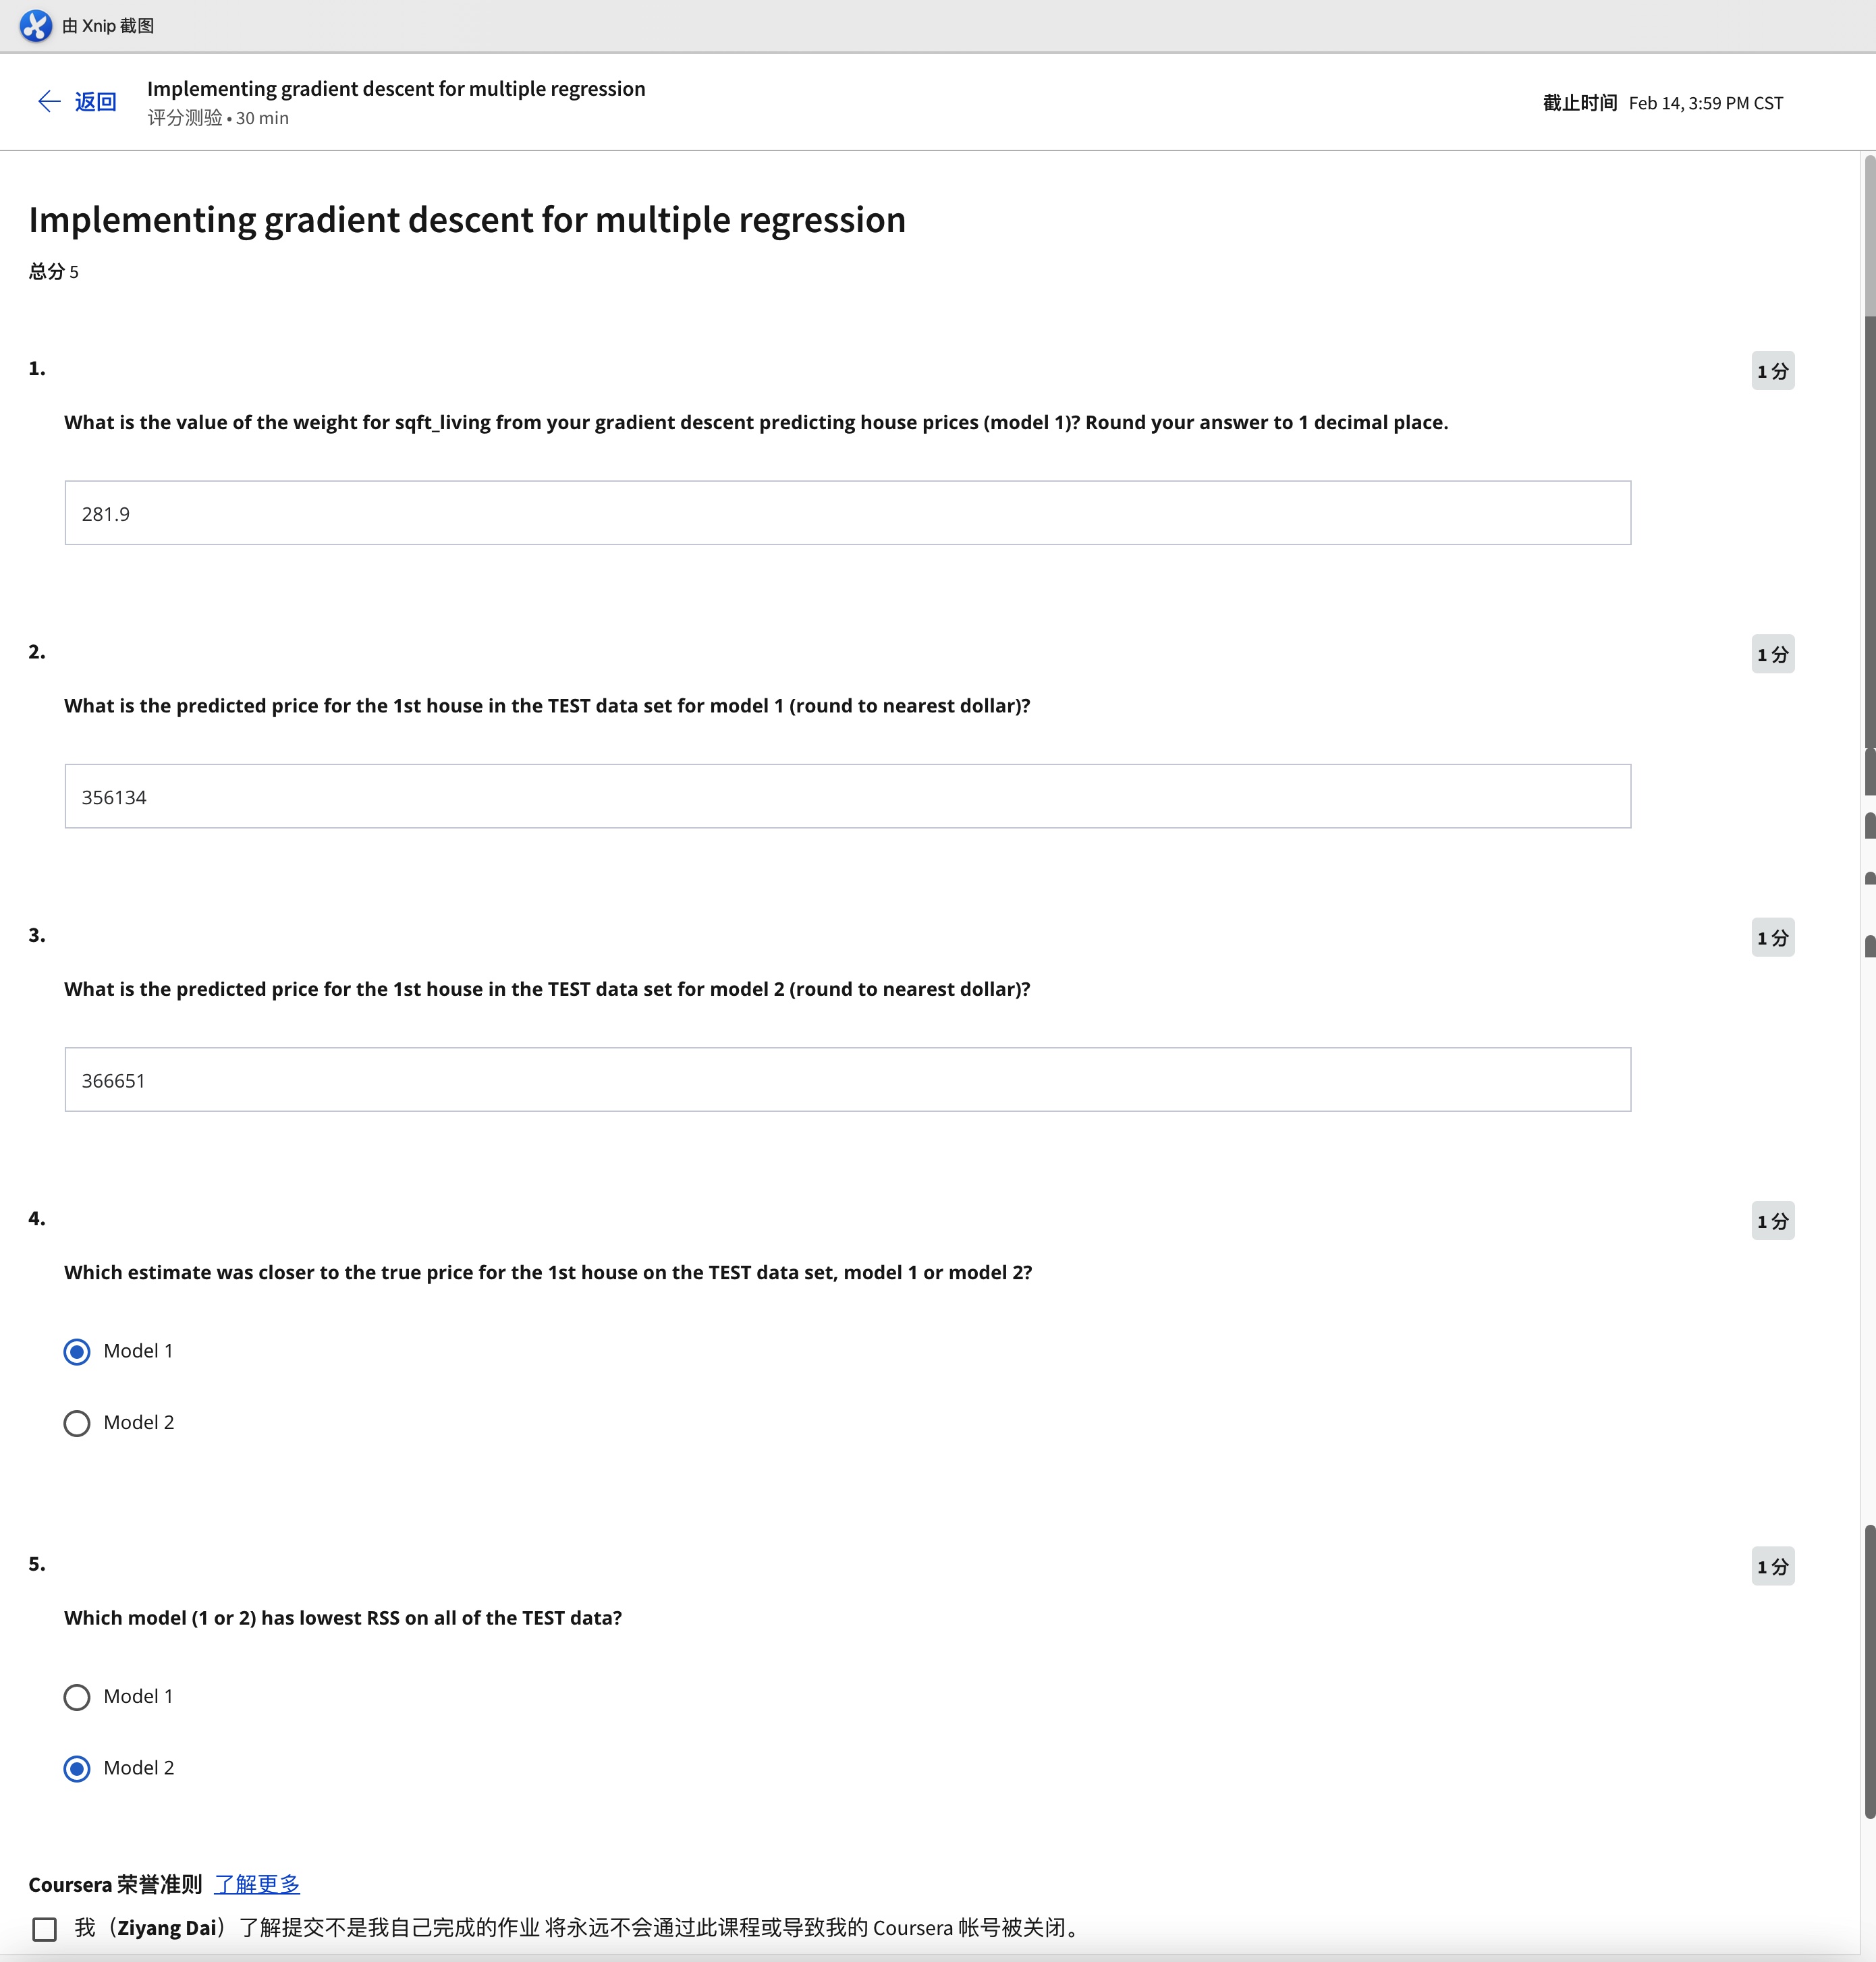 由 Xnip 截图
返回
Implementing gradient descent for multiple regression
评分测验 • 30 min
截止时间 Feb 14, 3:59 PM CST
Implementing gradient descent for multiple regression
总分 5
1.
1 分
What is the value of the weight for sqft_living from your gradient descent predicting house prices (model 1)? Round your answer to 1 decimal place.
281.9
2.
1 分
What is the predicted price for the 1st house in the TEST data set for model 1 (round to nearest dollar)?
356134
3.
1 分
What is the predicted price for the 1st house in the TEST data set for model 2 (round to nearest dollar)?
366651
4.
1 分
Which estimate was closer to the true price for the 1st house on the TEST data set, model 1 or model 2?
Model 1
Model 2
5.
1 分
Which model (1 or 2) has lowest RSS on all of the TEST data?
Model 1
Model 2
Coursera 荣誉准则 了解更多
我（Ziyang Dai）了解提交不是我自己完成的作业 将永远不会通过此课程或导致我的 Coursera 帐号被关闭。